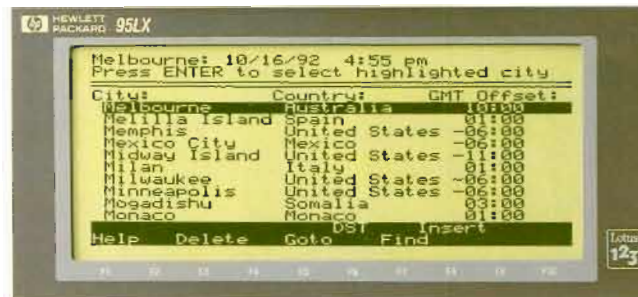 hp HEWLETT PACKARD 95LX
Melbourne: 10/16/92 4:55 pm
Press ENTER to select highlighted city
City: Country: GMT Offset:
Melbourne Australia 10:00
Melilla Island Spain 01:00
Memphis United States -06:00
Mexico City Mexico -06:00
Midway Island United States -11:00
Milan Italy 01:00
Milwaukee United States -06:00
Minneapolis United States -06:00
Mogadishu Somalia 03:00
Monaco Monaco 01:00
DST Insert
Help Delete Goto Find
Lotus
123